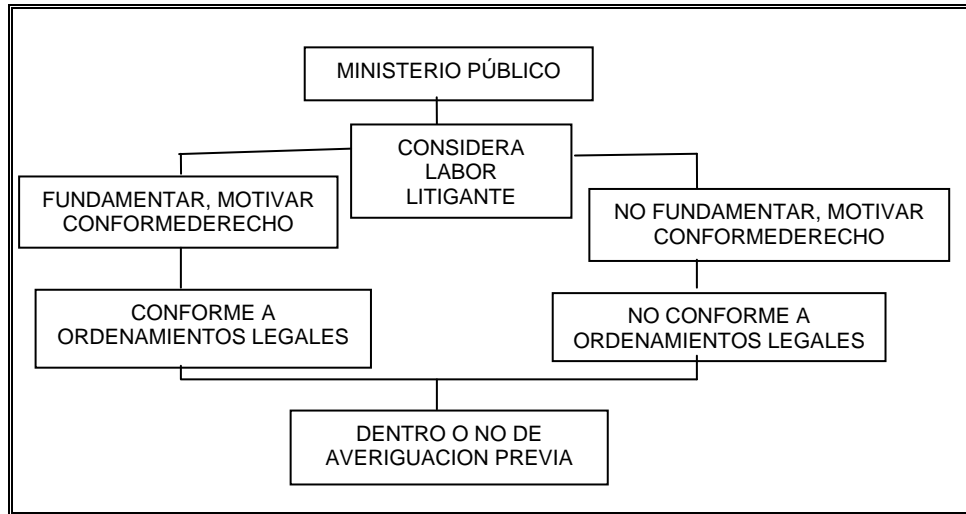 MINISTERIO PÚBLICO
CONSIDERA
LABOR
LITIGANTE
FUNDAMENTAR, MOTIVAR
CONFORMEDERECHO
NO FUNDAMENTAR, MOTIVAR
CONFORMEDERECHO
CONFORME A
ORDENAMIENTOS LEGALES
NO CONFORME A
ORDENAMIENTOS LEGALES
DENTRO O NO DE
AVERIGUACION PREVIA